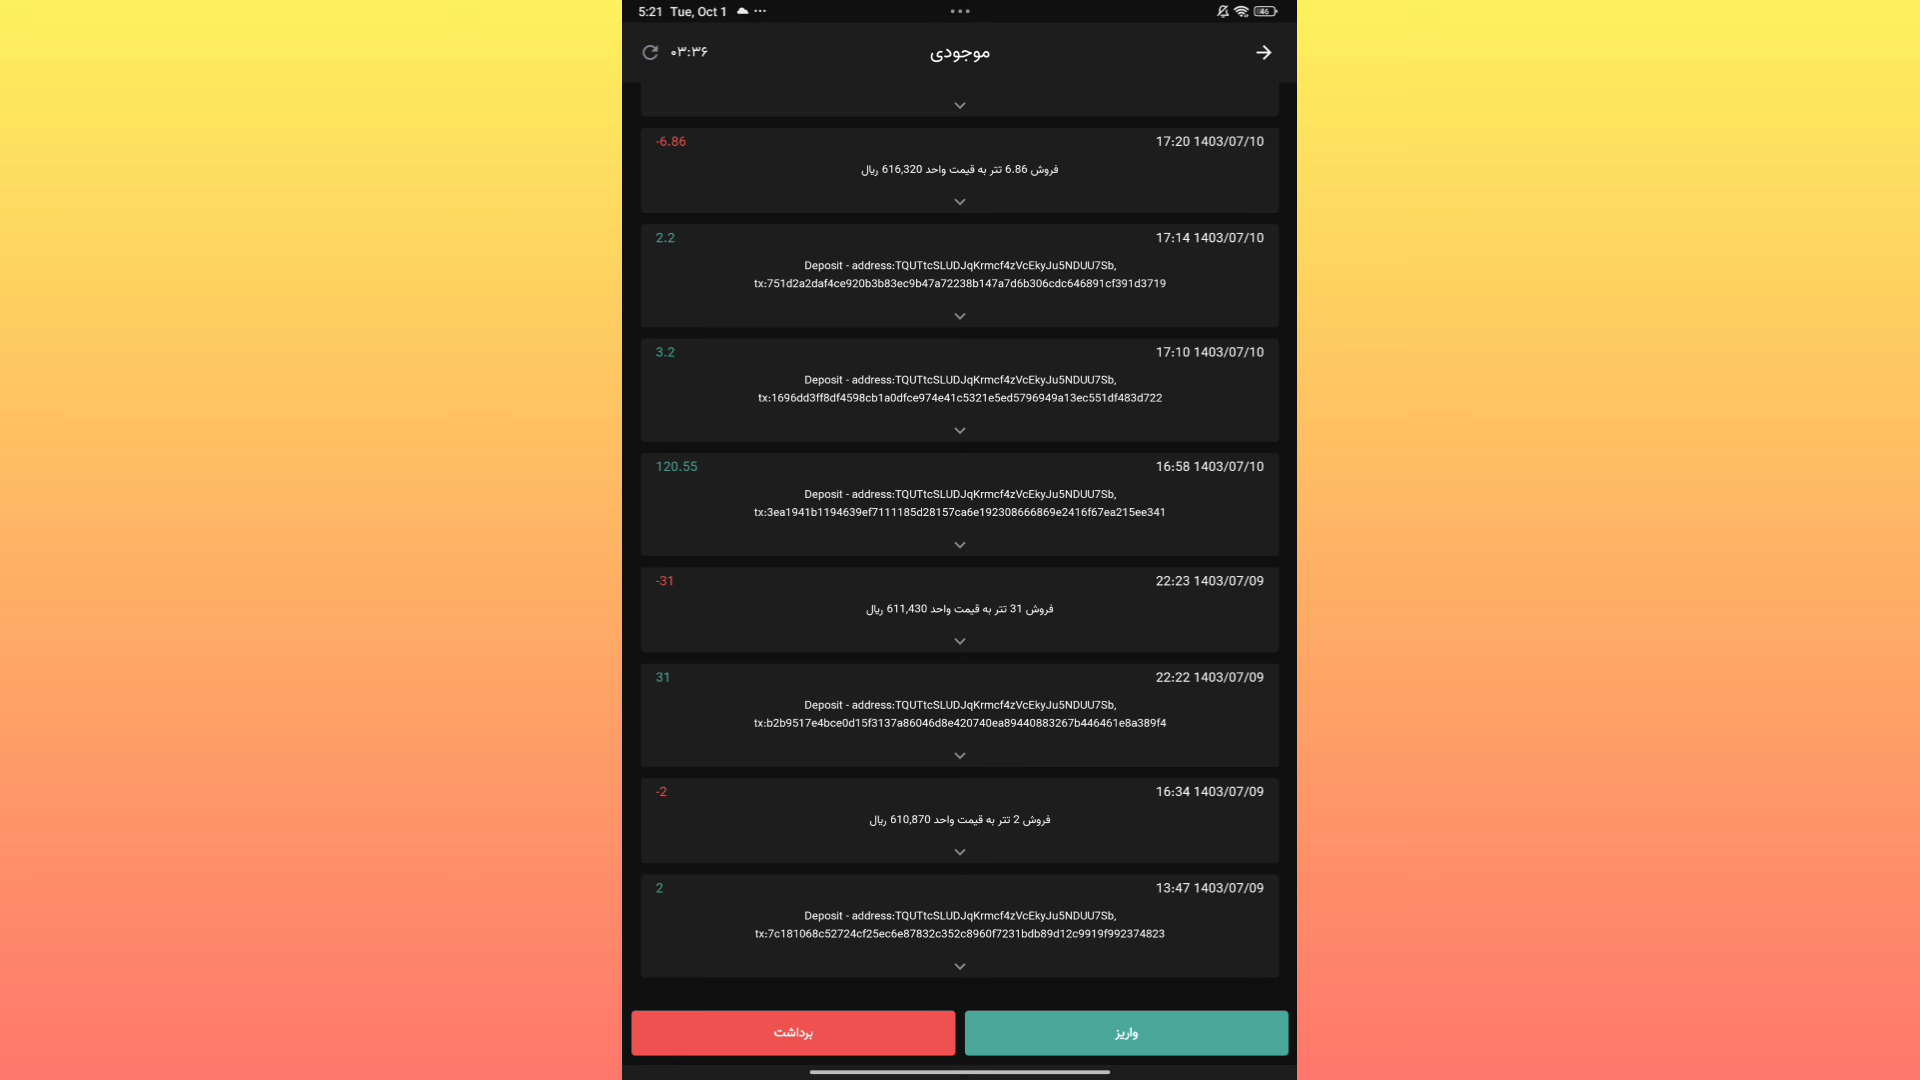 5:21 Tue, Oct 1
46
۰۳:۳۶
موجودی
-6.86
17:20 1403/07/10
فروش 6.86 تتر به قیمت واحد 616,320 ریال
2.2
17:14 1403/07/10
Deposit - address:TQUTtcSLUDJqKrmcf4zVcEkyJu5NDUU7Sb,
tx:751d2a2daf4ce920b3b83ec9b47a72238b147a7d6b306cdc646891cf391d3719
3.2
17:10 1403/07/10
Deposit - address:TQUTtcSLUDJqKrmcf4zVcEkyJu5NDUU7Sb,
tx:1696dd3ff8df4598cb1a0dfce974e41c5321e5ed5796949a13ec551df483d722
120.55
16:58 1403/07/10
Deposit - address:TQUTtcSLUDJqKrmcf4zVcEkyJu5NDUU7Sb,
tx:3ea1941b1194639ef7111185d28157ca6e192308666869e2416f67ea215ee341
-31
22:23 1403/07/09
فروش 31 تتر به قیمت واحد 611,430 ریال
31
22:22 1403/07/09
Deposit - address:TQUTtcSLUDJqKrmcf4zVcEkyJu5NDUU7Sb,
tx:b2b9517e4bce0d15f3137a86046d8e420740ea89440883267b446461e8a389f4
-2
16:34 1403/07/09
فروش 2 تتر به قیمت واحد 610,870 ریال
2
13:47 1403/07/09
Deposit - address:TQUTtcSLUDJqKrmcf4zVcEkyJu5NDUU7Sb,
tx:7c181068c52724cf25ec6e87832c352c8960f7231bdb89d12c9919f992374823
برداشت
واریز